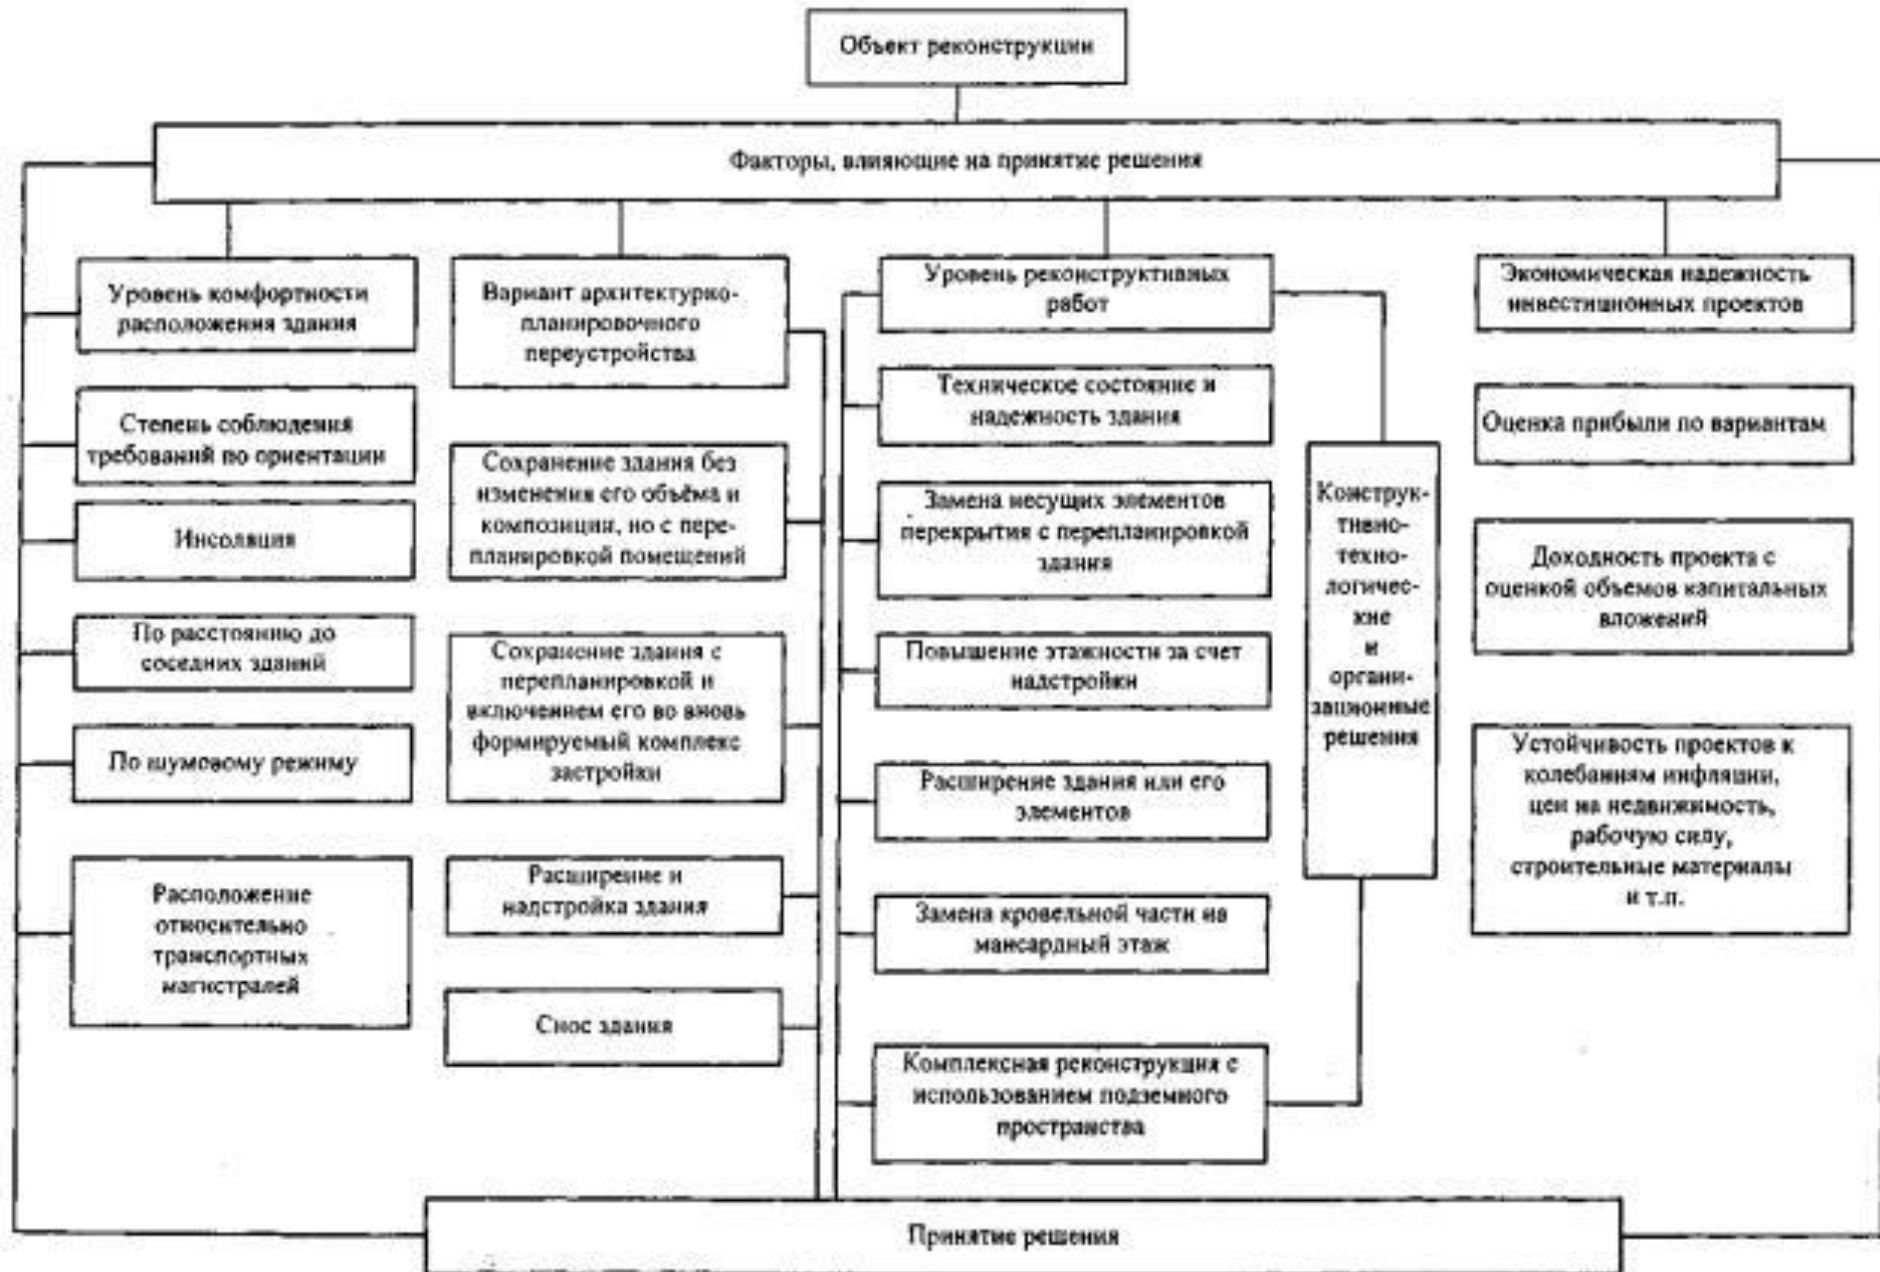 Объект реконструкции
Факторы, влияющие на принятие решения
Уровень комфортности
расположения здания
Степень соблюдения
требований по ориентации
Инсоляция
По расстоянию до
соседних зданий
По шумовому режиму
Расположение
относительно
транспортных
магистралей
Вариант архитектурно-
планировочного
переустройства
Сохранение здания без
изменения его объёма и
композиции, но с пере-
планировкой помещений
Сохранение здания с
перепланировкой и
включением его во вновь
формируемый комплекс
застройки
Расширение и
надстройка здания
Снос здания
Уровень реконструктивных
работ
Техническое состояние и
надежность здания
Замена несущих элементов
перекрытия с перепланировкой
здания
Повышение этажности за счет
надстройки
Расширение здания или его
элементов
Замена кровельной части на
мансардный этаж
Комплексная реконструкция с
использованием подземного
пространства
Конструк-
тивно-
техно-
логичес-
кие
и
органи-
зационные
решения
Экономическая надежность
инвестиционных проектов
Оценка прибыли по вариантам
Доходность проекта с
оценкой объемов капитальных
вложений
Устойчивость проектов к
колебанням инфляции,
цен на недвижимость,
рабочую силу,
строительные материалы
и т.п.
Принятие решения